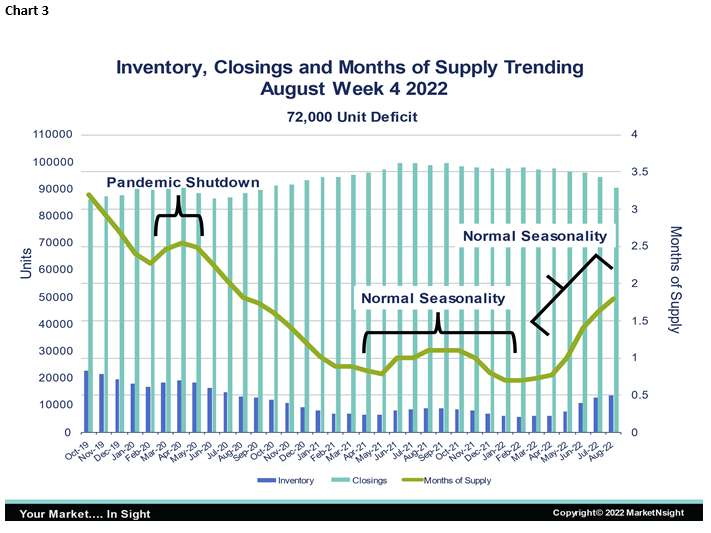 Chart 3
Inventory, Closings and Months of Supply Trending
August Week 4 2022
72,000 Unit Deficit
110000
100000
90000
80000
70000
60000
50000
40000
30000
20000
10000
0
Units
4
3.5
3
2.5
2
1.5
1
0.5
0
Months of Supply
Pandemic Shutdown
Normal Seasonality
Normal Seasonality
Oct-19
Nov-19
Dec-19
Jan-20
Feb-20
Mar-20
Apr-20
May-20
Jun-20
Jul-20
Aug-20
Sep-20
Oct-20
Nov-20
Dec-20
Jan-21
Feb-21
Mar-21
Apr-21
May-21
Jun-21
Jul-21
Aug-21
Sep-21
Oct-21
Nov-21
Dec-21
Jan-22
Feb-22
Mar-22
Apr-22
May-22
Jun-22
Jul-22
Aug-22
Inventory
Closings
Months of Supply
Your Market.... In Sight
Copyright© 2022 MarketNsight